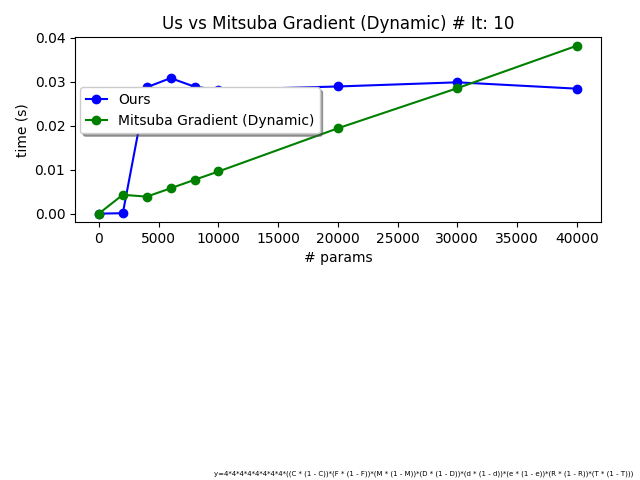 Us vs Mitsuba Gradient (Dynamic) # It: 10
0.04
0.03
0.02
0.01
0.00
time (s)
Ours
Mitsuba Gradient (Dynamic)
0 5000 10000 15000 20000 25000 30000 35000 40000
# params
y=4*4*4*4*4*4*4*4*((C * (1 - C))*(F * (1 - F))*(M * (1 - M))*(D * (1 - D))*(d * (1 - d))*(e * (1 - e))*(R * (1 - R))*(T * (1 - T)))